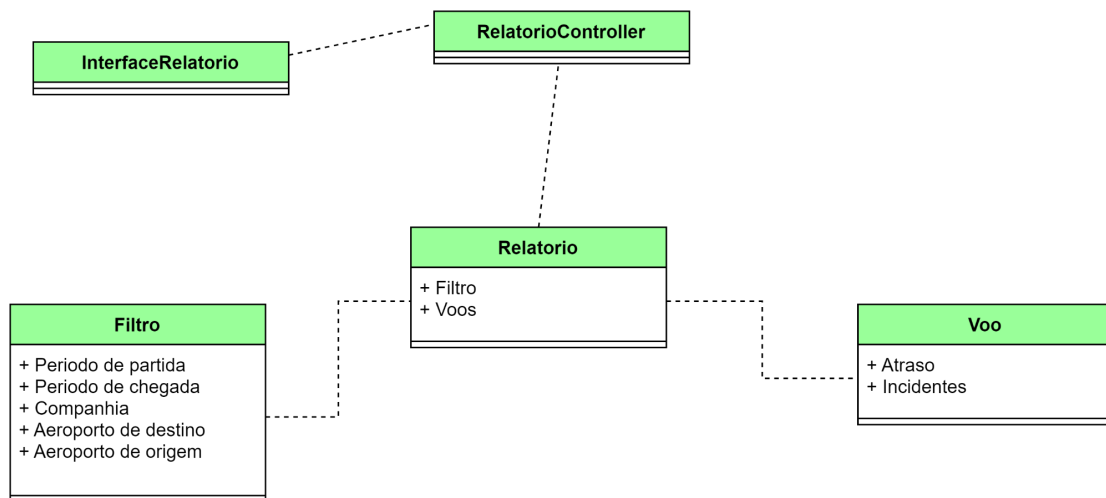 RelatorioController
InterfaceRelatorio
Relatorio
+ Filtro
+ Voos
Filtro
+ Periodo de partida
+ Periodo de chegada
+ Companhia
+ Aeroporto de destino
+ Aeroporto de origem
Voo
+ Atraso
+ Incidentes